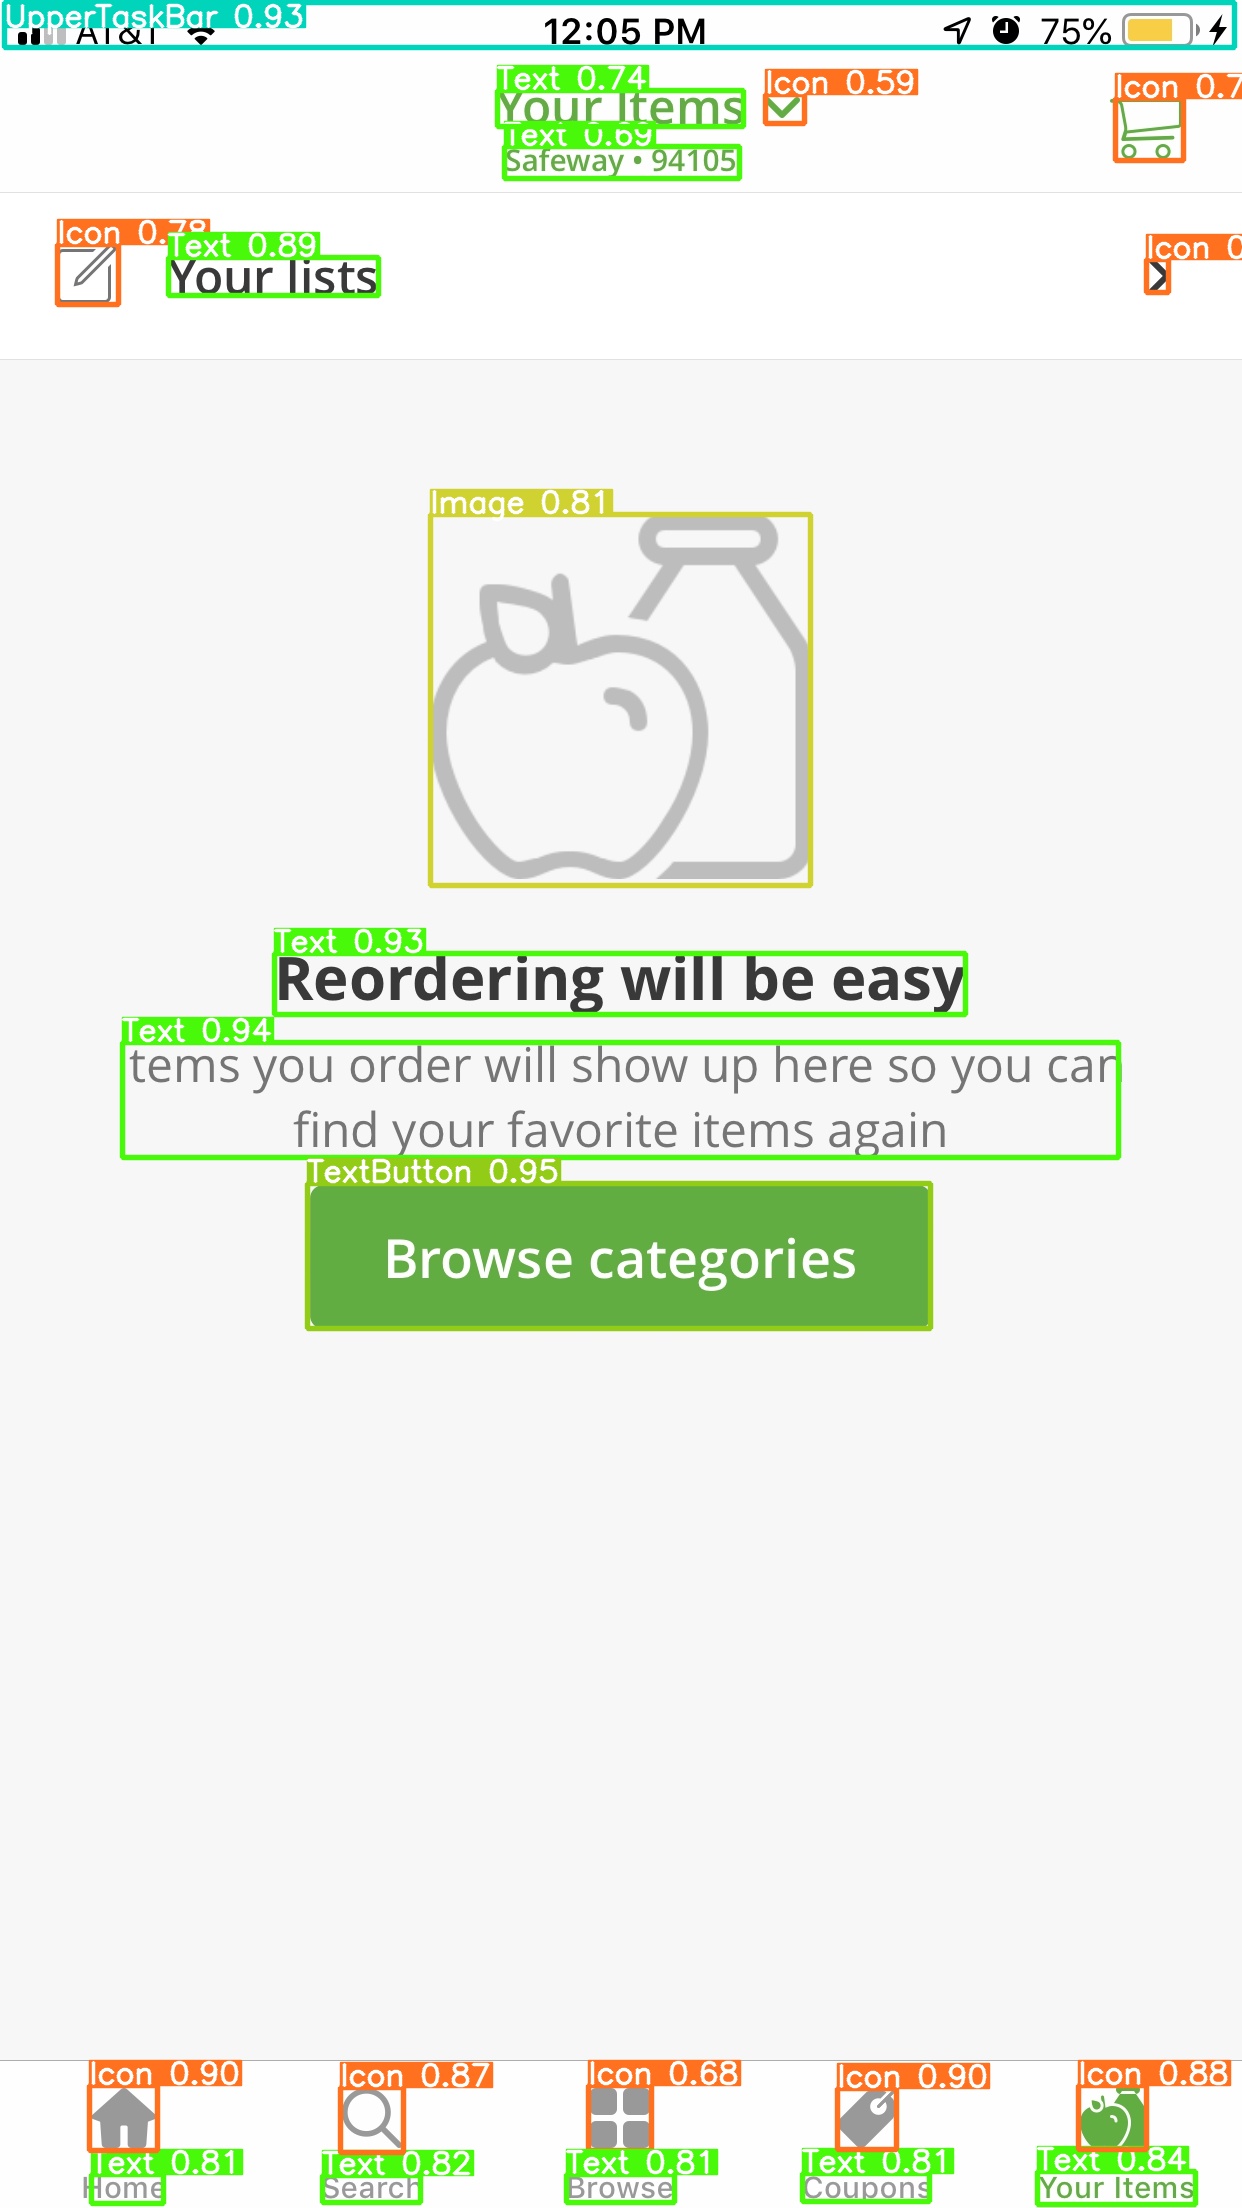 UpperTaskBar 0.93
AT&T 12:05 PM 75%
Text 0.74
Icon 0.59
Icon 0.7
Your Items
Text 0.69
Safeway • 94105
Icon 0.78
Text 0.89
Icon 0
Your lists
Image 0.81
Text 0.93
Reordering will be easy
Text 0.94
tems you order will show up here so you can
find your favorite items again
TextButton 0.95
Browse categories
Icon 0.90 Icon 0.87 Icon 0.68 Icon 0.90 Icon 0.88
Text 0.81 Text 0.82 Text 0.81 Text 0.81 Text 0.84
Home Search Browse Coupons Your Items